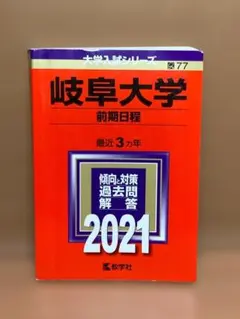 大学入試シリーズ
77
岐阜大学
前期日程
最近3カ年
傾向と対策
過去問
解答
2021
教学社